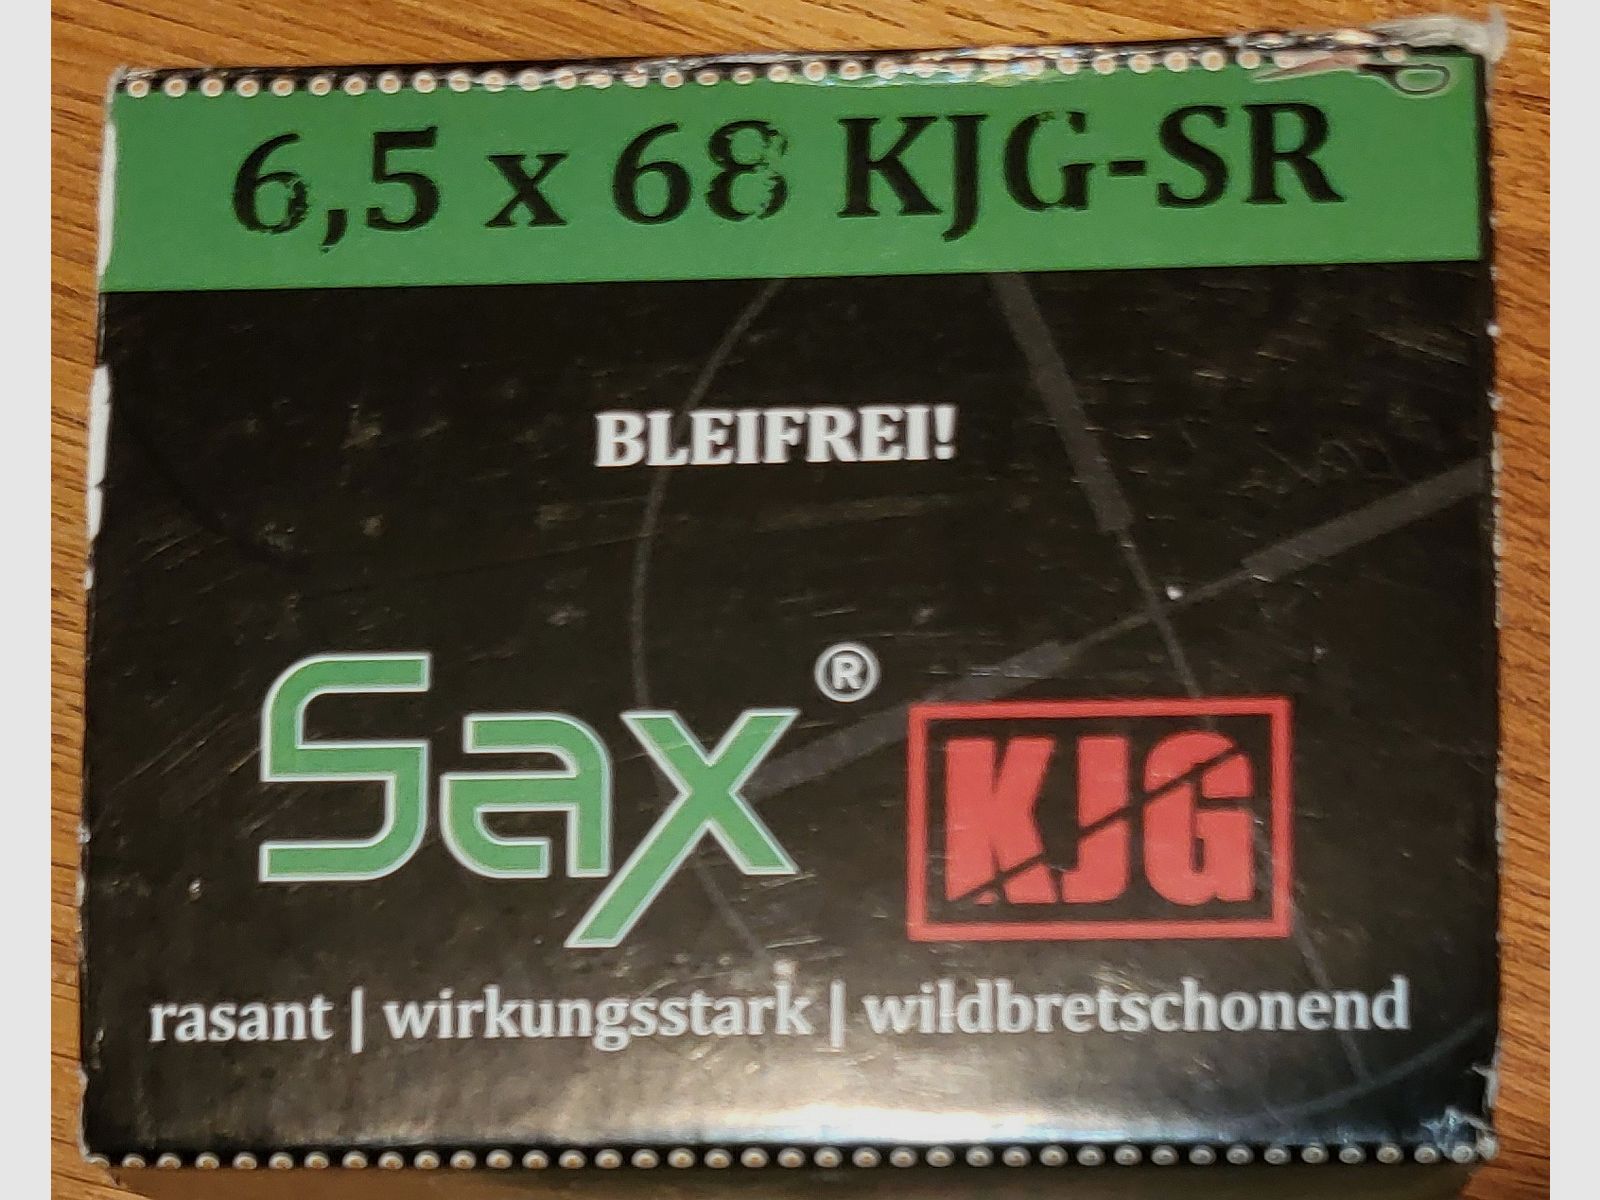 6,5 x 68 KJG-SR
BLEIFREI!
Sax® KJG
rasant | wirkungsstark | wildbretschonend